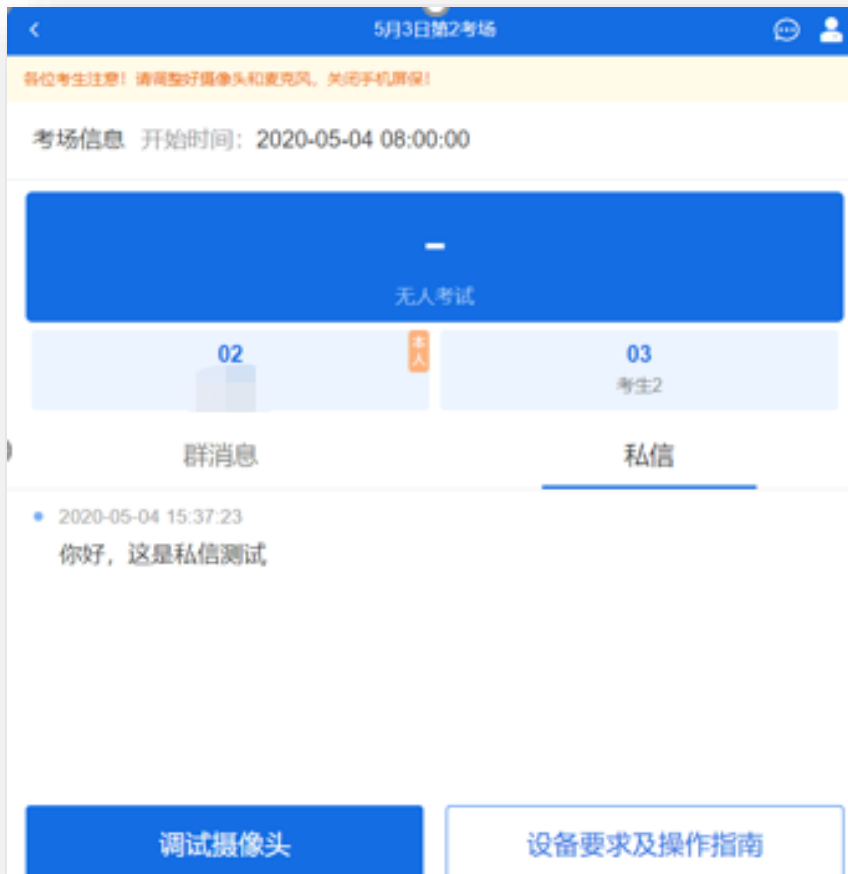 5月3日第2考场
各位考生注意！请调整好摄像头和麦克风，关闭手机屏保！
考场信息 开始时间：2020-05-04 08:00:00
无人考试
02 本人 03
考生2
群消息 私信
2020-05-04 15:37:23
你好，这是私信测试
调试摄像头 设备要求及操作指南